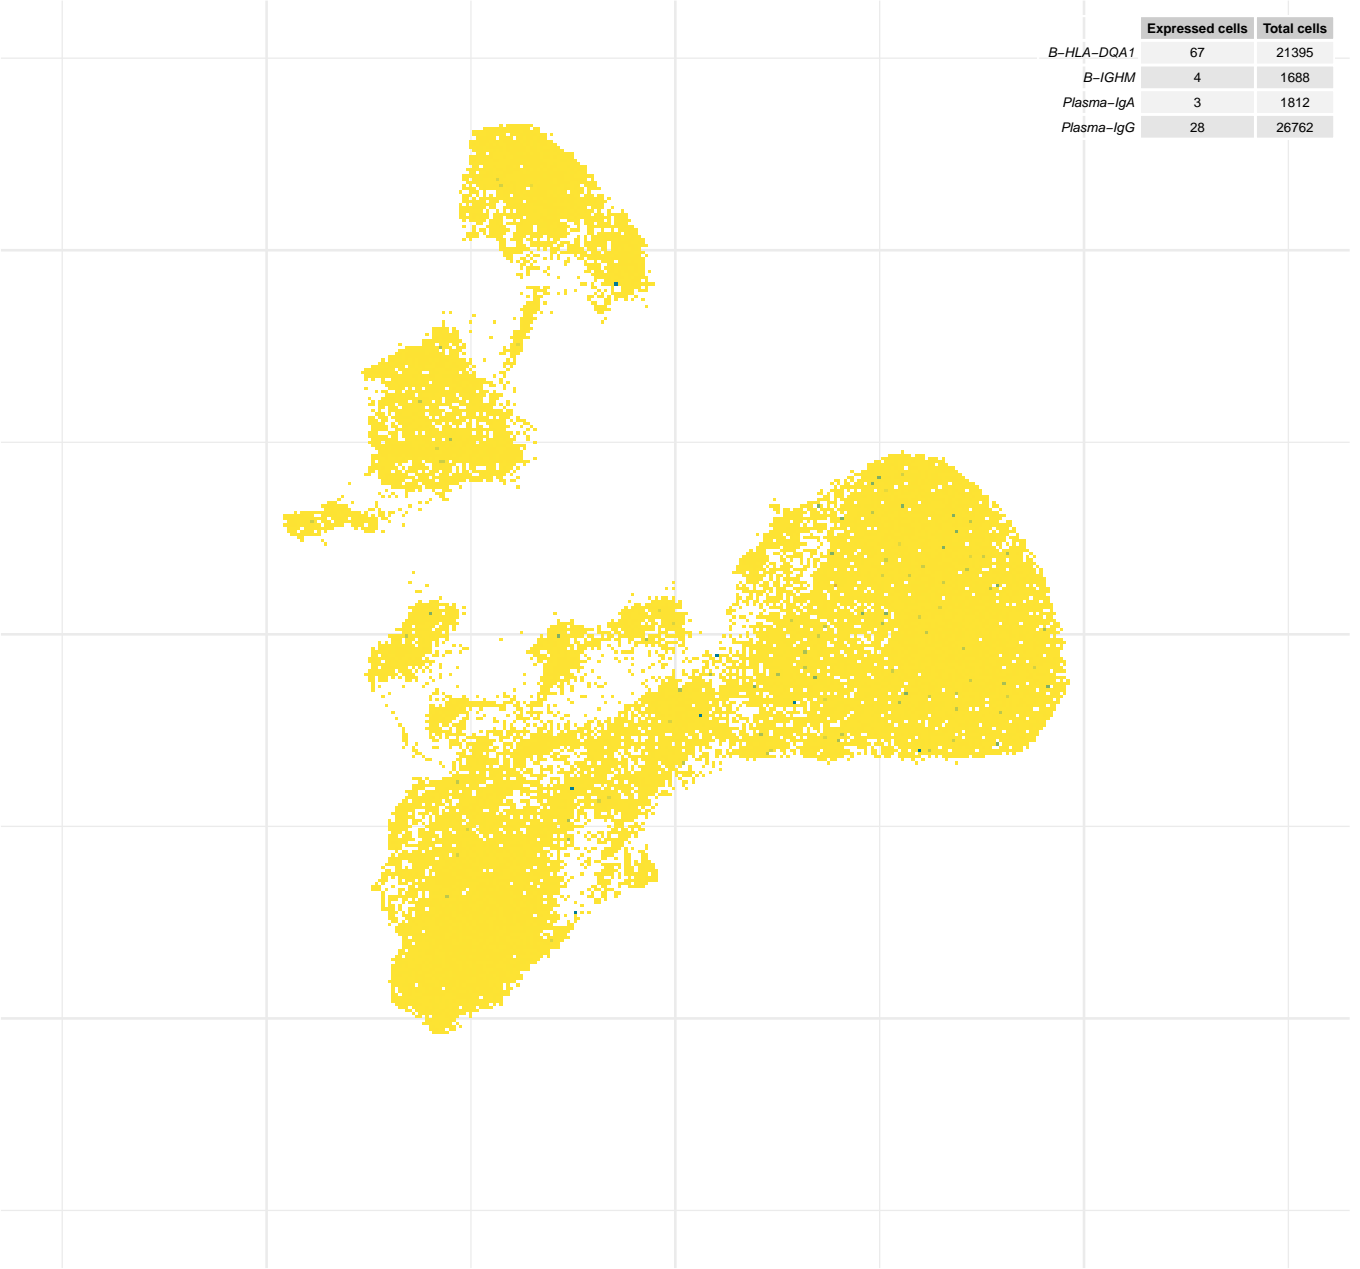 Expressed cells Total cells
B−HLA−DQA1 67 21395
B−IGHM 4 1688
Plasma−IgA 3 1812
Plasma−IgG 28 26762